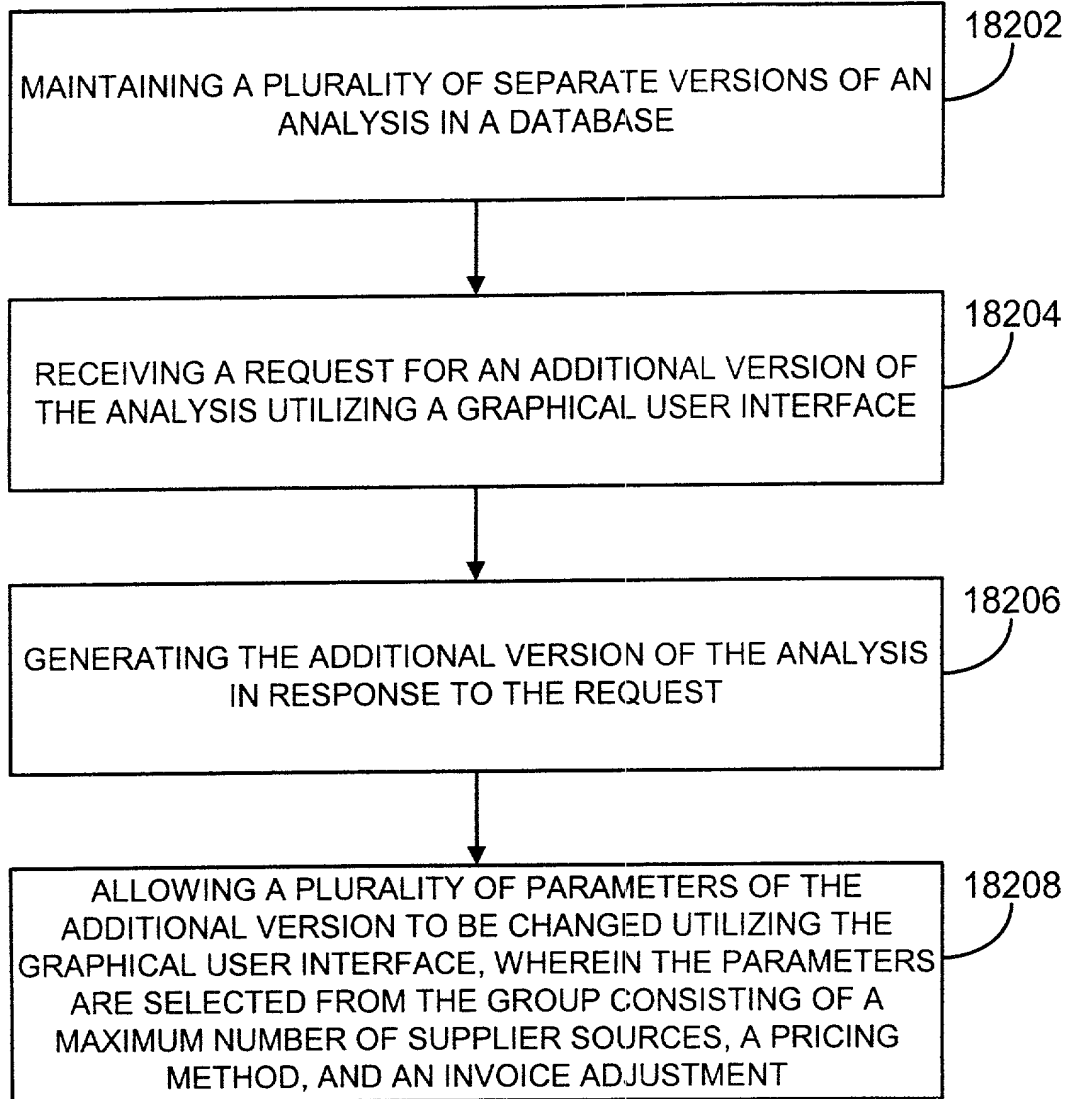 18202
MAINTAINING A PLURALITY OF SEPARATE VERSIONS OF AN
ANALYSIS IN A DATABASE
18204
RECEIVING A REQUEST FOR AN ADDITIONAL VERSION OF
THE ANALYSIS UTILIZING A GRAPHICAL USER INTERFACE
18206
GENERATING THE ADDITIONAL VERSION OF THE ANALYSIS
IN RESPONSE TO THE REQUEST
18208
ALLOWING A PLURALITY OF PARAMETERS OF THE
ADDITIONAL VERSION TO BE CHANGED UTILIZING THE
GRAPHICAL USER INTERFACE, WHEREIN THE PARAMETERS
ARE SELECTED FROM THE GROUP CONSISTING OF A
MAXIMUM NUMBER OF SUPPLIER SOURCES, A PRICING
METHOD, AND AN INVOICE ADJUSTMENT